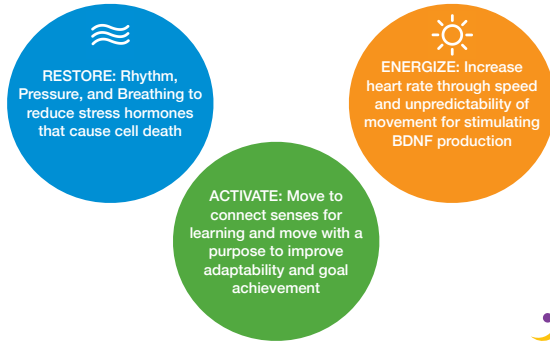 RESTORE: Rhythm,
Pressure, and Breathing to
reduce stress hormones
that cause cell death
ENERGIZE: Increase
heart rate through speed
and unpredictability of
movement for stimulating
BDNF production
ACTIVATE: Move to
connect senses for
learning and move with a
purpose to improve
adaptability and goal
achievement